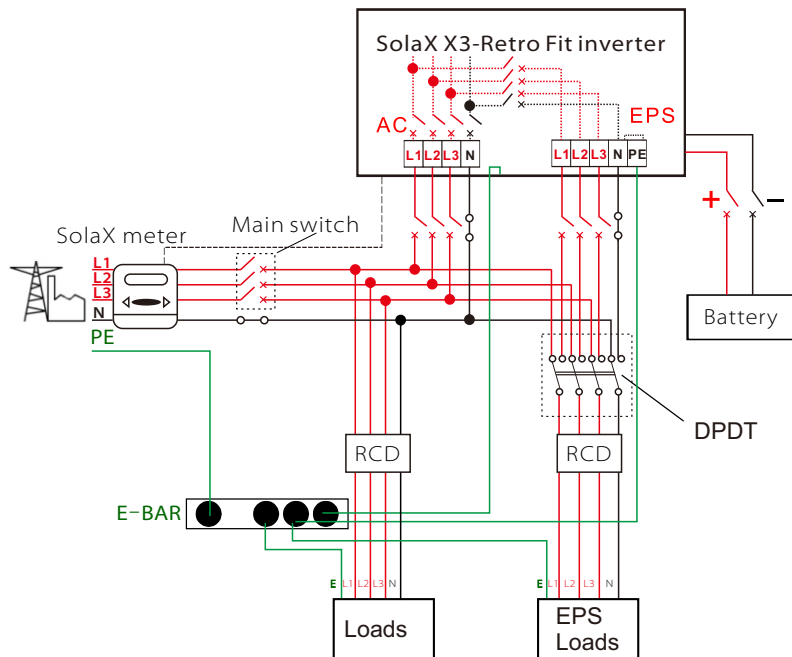 SolaX X3-Retro Fit inverter
AC
EPS
L1 L2 L3 N
L1 L2 L3 N PE
+ −
SolaX meter
Main switch
L1
L2
L3
N
PE
Battery
DPDT
RCD
RCD
E-BAR
E L1 L2 L3 N
E L1 L2 L3 N
Loads
EPS
Loads